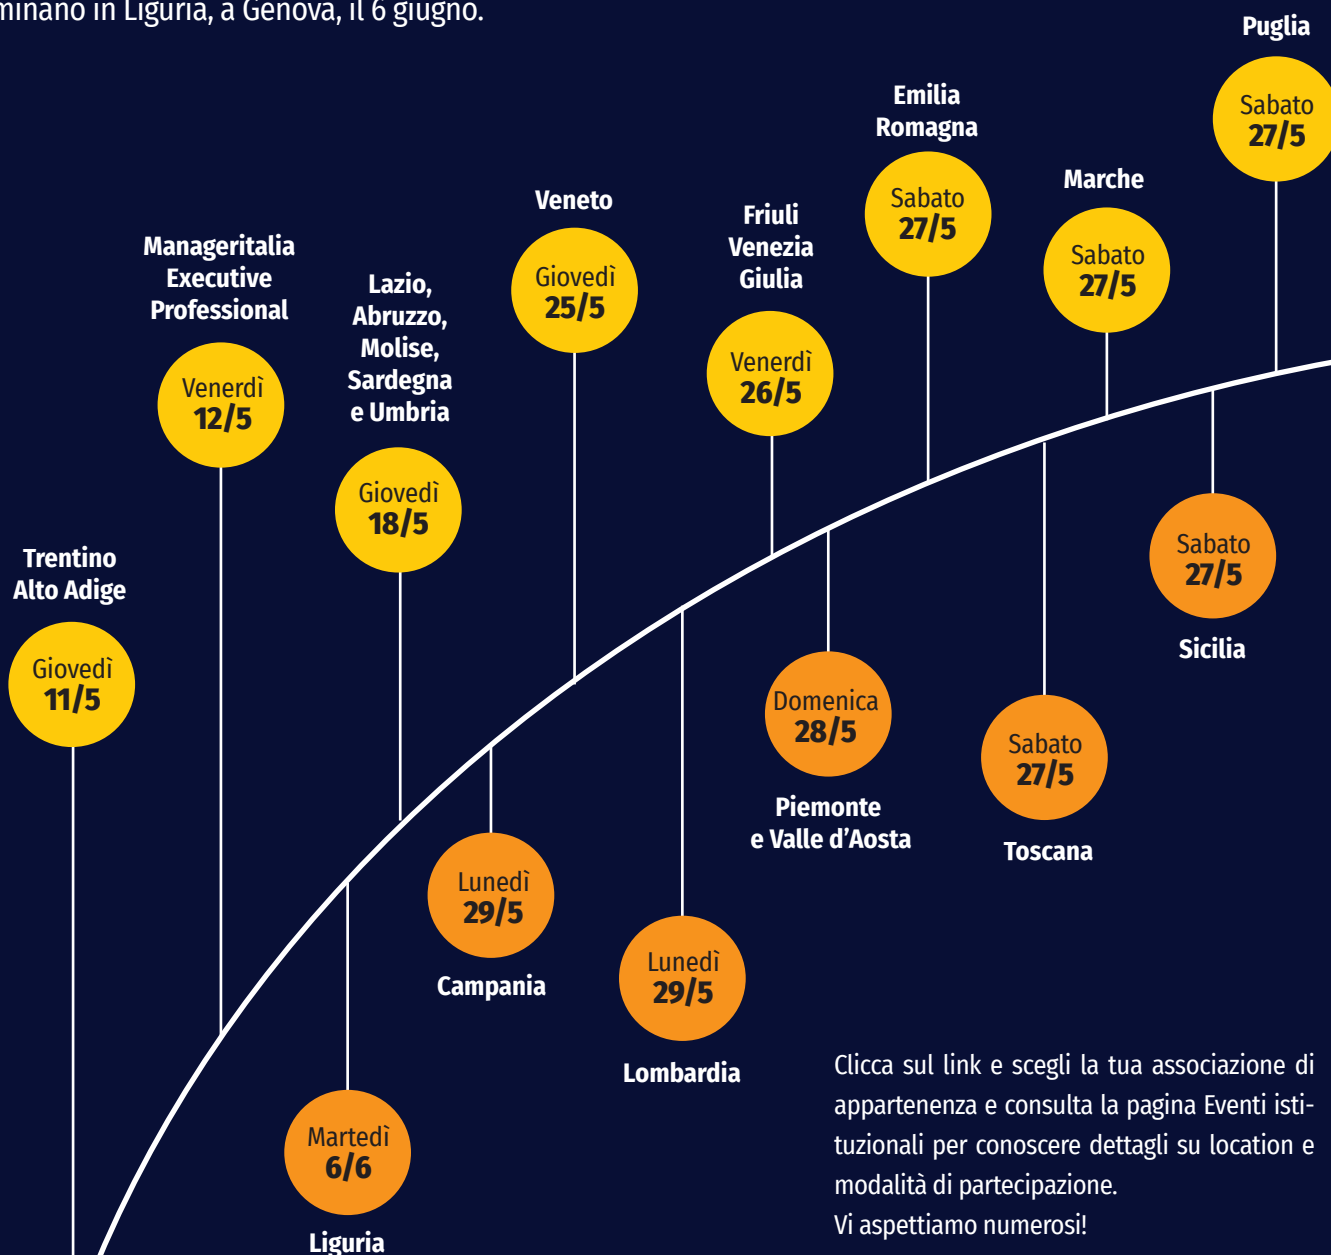 minano in Liguria, a Genova, il 6 giugno.
Puglia
Sabato
27/5
Emilia
Romagna
Sabato
27/5
Marche
Sabato
27/5
Veneto
Giovedì
25/5
Friuli
Venezia
Giulia
Venerdì
26/5
Manageritalia
Executive
Professional
Venerdì
12/5
Lazio,
Abruzzo,
Molise,
Sardegna
e Umbria
Giovedì
18/5
Trentino
Alto Adige
Giovedì
11/5
Sabato
27/5
Sicilia
Domenica
28/5
Piemonte
e Valle d'Aosta
Sabato
27/5
Toscana
Lunedì
29/5
Campania
Lunedì
29/5
Lombardia
Martedì
6/6
Liguria
Clicca sul link e scegli la tua associazione di
appartenenza e consulta la pagina Eventi isti-
tuzionali per conoscere dettagli su location e
modalità di partecipazione.
Vi aspettiamo numerosi!